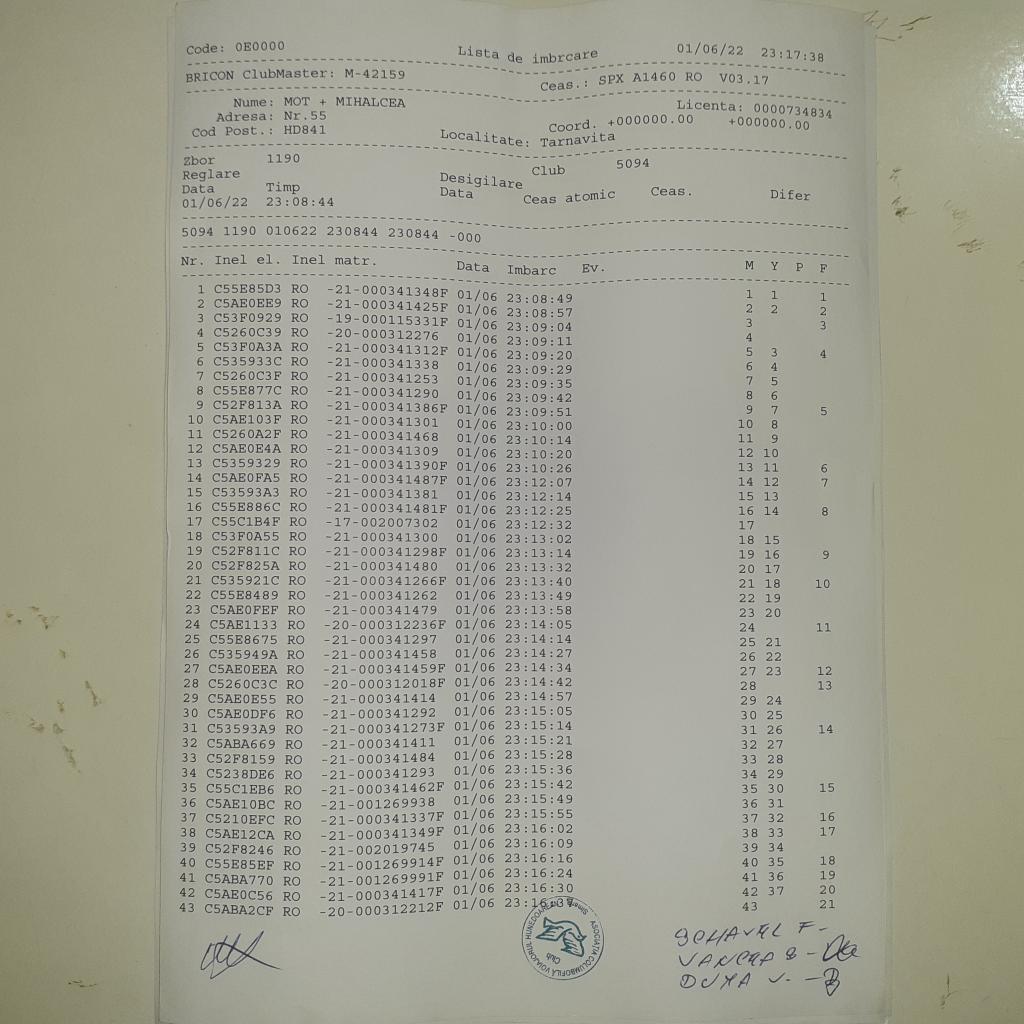 Code: 0E0000 Lista de imbrcare 01/06/22 23:17:38
BRICON ClubMaster: M-42159 Ceas.: SPX A1460 RO V03.17
Nume: MOT + MIHALCEA Licenta: 0000734834
Adresa: Nr.55 Coord. +000000.00 +000000.00
Cod Post.: HD841 Localitate: Tarnavita
Zbor 1190 Club 5094
Reglare Desigilare
Data Timp Data Ceas atomic Ceas. Difer
01/06/22 23:08:44
5094 1190 010622 230844 230844 -000
Nr. Inel el. Inel matr. Data Imbarc Ev. M Y P F
1 C55E85D3 RO -21-000341348F 01/06 23:08:49 1 1 1
2 C5AE0EE9 RO -21-000341425F 01/06 23:08:57 2 2 2
3 C53F0929 RO -19-000115331F 01/06 23:09:04 3 3
4 C5260C39 RO -20-000312276 01/06 23:09:11 4
5 C53F0A3A RO -21-000341312F 01/06 23:09:20 5 3 4
6 C535933C RO -21-000341338 01/06 23:09:29 6 4
7 C5260C3F RO -21-000341253 01/06 23:09:35 7 5
8 C55E877C RO -21-000341290 01/06 23:09:42 8 6
9 C52F813A RO -21-000341386F 01/06 23:09:51 9 7 5
10 C5AE103F RO -21-000341301 01/06 23:10:00 10 8
11 C5260A2F RO -21-000341468 01/06 23:10:14 11 9
12 C5AE0E4A RO -21-000341309 01/06 23:10:20 12 10
13 C5359329 RO -21-000341390F 01/06 23:10:26 13 11 6
14 C5AE0FA5 RO -21-000341487F 01/06 23:12:07 14 12 7
15 C53593A3 RO -21-000341381 01/06 23:12:14 15 13
16 C55E886C RO -21-000341481F 01/06 23:12:25 16 14 8
17 C55C1B4F RO -17-002007302 01/06 23:12:32 17
18 C53F0A55 RO -21-000341300 01/06 23:13:02 18 15
19 C52F811C RO -21-000341298F 01/06 23:13:14 19 16 9
20 C52F825A RO -21-000341480 01/06 23:13:32 20 17
21 C535921C RO -21-000341266F 01/06 23:13:40 21 18 10
22 C55E8489 RO -21-000341262 01/06 23:13:49 22 19
23 C5AE0FEF RO -21-000341479 01/06 23:13:58 23 20
24 C5AE1133 RO -20-000312236F 01/06 23:14:05 24 11
25 C55E8675 RO -21-000341297 01/06 23:14:14 25 21
26 C535949A RO -21-000341458 01/06 23:14:27 26 22
27 C5AE0EEA RO -21-000341459F 01/06 23:14:34 27 23 12
28 C5260C3C RO -20-000312018F 01/06 23:14:42 28 13
29 C5AE0E55 RO -21-000341414 01/06 23:14:57 29 24
30 C5AE0DF6 RO -21-000341292 01/06 23:15:05 30 25
31 C53593A9 RO -21-000341273F 01/06 23:15:14 31 26 14
32 C5ABA669 RO -21-000341411 01/06 23:15:21 32 27
33 C52F8159 RO -21-000341484 01/06 23:15:28 33 28
34 C5238DE6 RO -21-000341293 01/06 23:15:36 34 29
35 C55C1EB6 RO -21-000341462F 01/06 23:15:42 35 30 15
36 C5AE10BC RO -21-001269938 01/06 23:15:49 36 31
37 C5210EFC RO -21-000341337F 01/06 23:15:55 37 32 16
38 C5AE12CA RO -21-000341349F 01/06 23:16:02 38 33 17
39 C52F8246 RO -21-002019745 01/06 23:16:09 39 34
40 C55E85EF RO -21-001269914F 01/06 23:16:16 40 35 18
41 C5ABA770 RO -21-001269991F 01/06 23:16:24 41 36 19
42 C5AE0C56 RO -21-000341417F 01/06 23:16:30 42 37 20
43 C5ABA2CF RO -20-000312212F 01/06 23:16:37 43 21
ASOCIATIA COLUMBOFILA VOIAJORUL HUNEDOAREAN
Club
SCHAVEL F-
VANCEA
DUMA V.